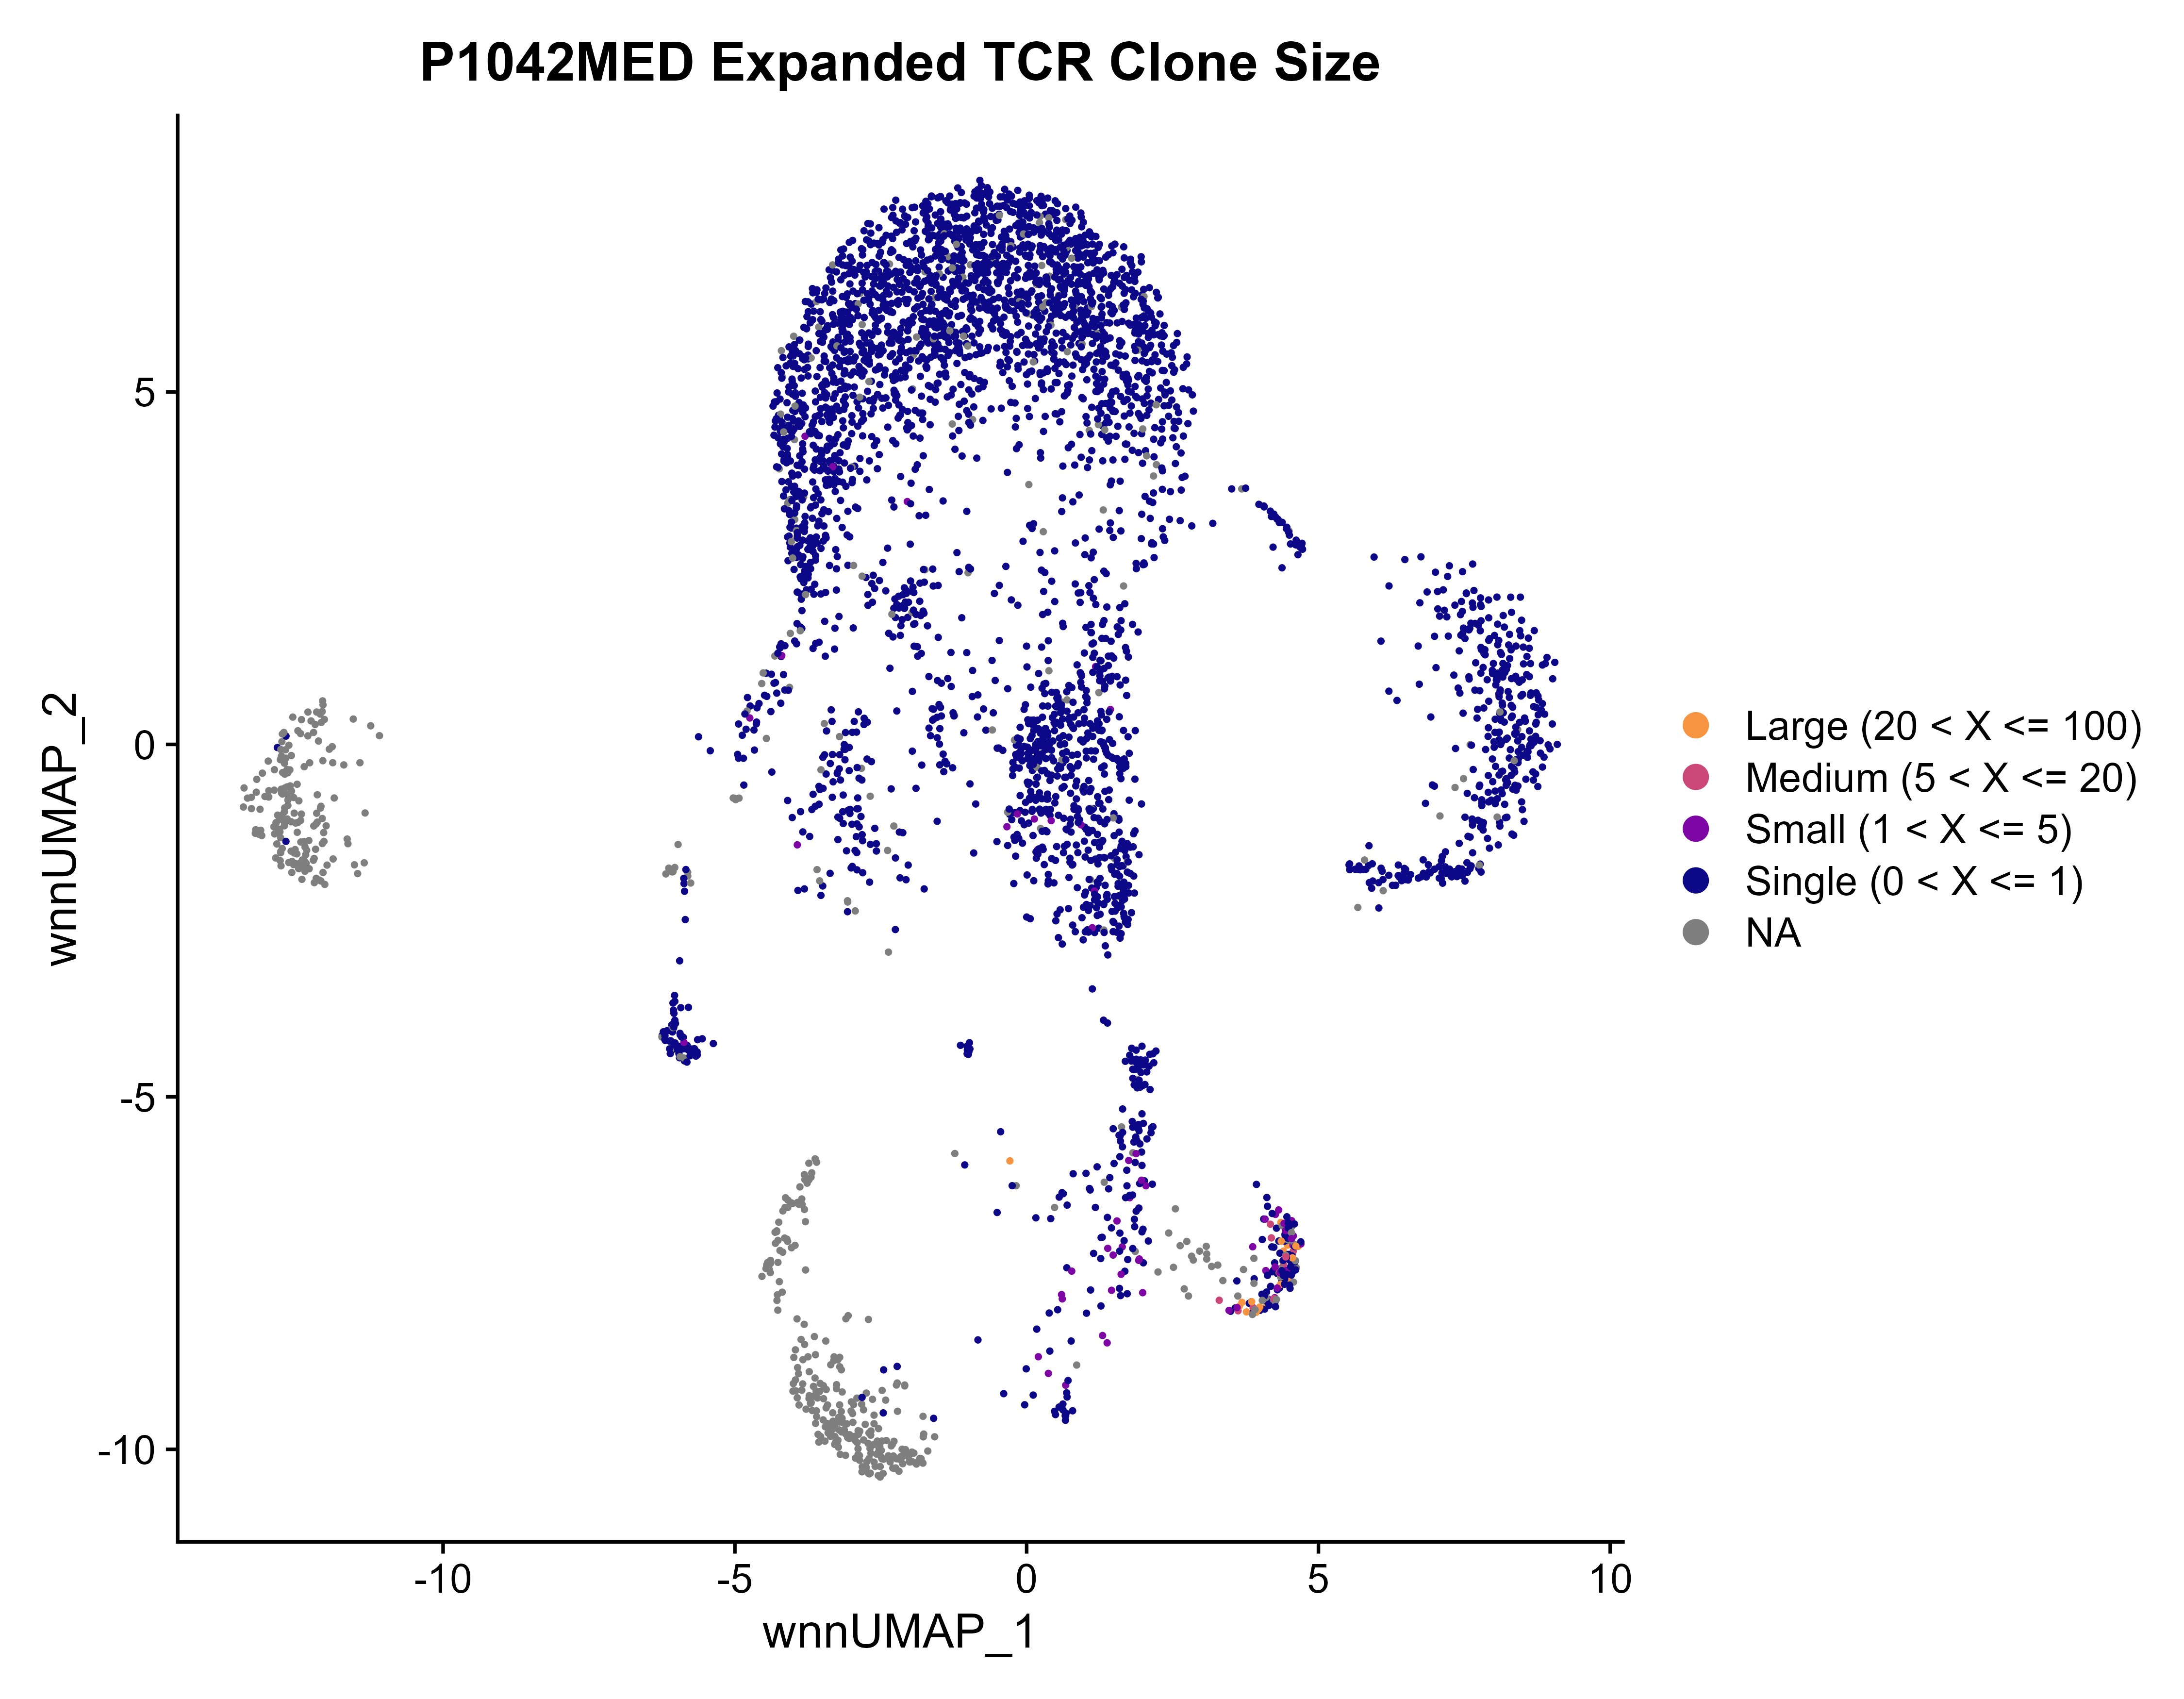 P1042MED Expanded TCR Clone Size
wnnUMAP_2
5
0
-5
-10
-10
-5
0
5
10
wnnUMAP_1
Large (20 < X <= 100)
Medium (5 < X <= 20)
Small (1 < X <= 5)
Single (0 < X <= 1)
NA